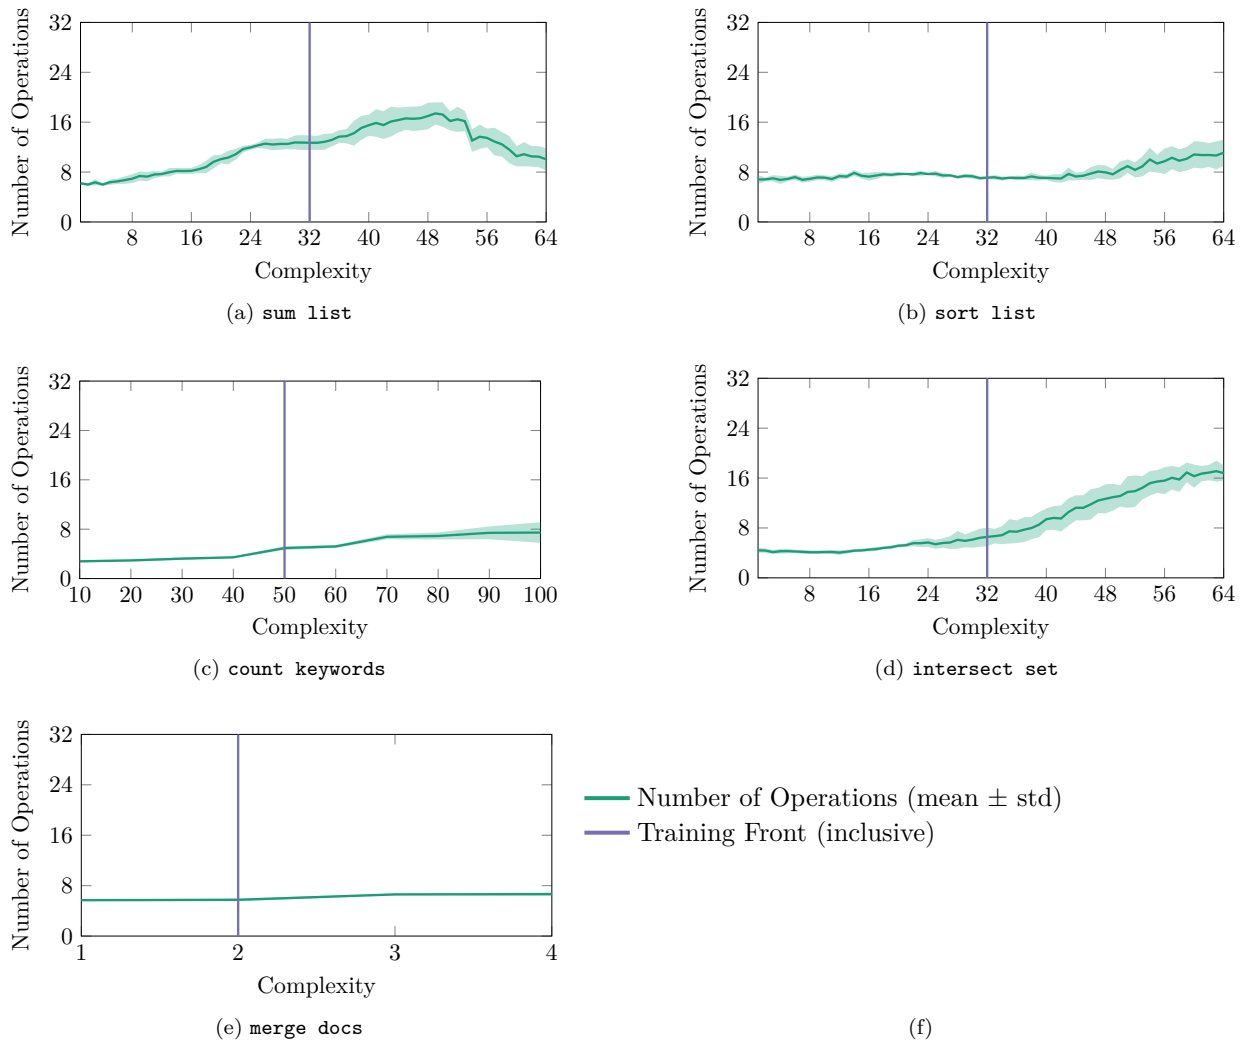 Number of Operations
32
24
16
8
0
8 16 24 32 40 48 56 64
Complexity
(a) sum list
Number of Operations
32
24
16
8
0
8 16 24 32 40 48 56 64
Complexity
(b) sort list
Number of Operations
32
24
16
8
0
10 20 30 40 50 60 70 80 90 100
Complexity
(c) count keywords
Number of Operations
32
24
16
8
0
8 16 24 32 40 48 56 64
Complexity
(d) intersect set
Number of Operations
32
24
16
8
0
1 2 3 4
Complexity
(e) merge docs
Number of Operations (mean ± std)
Training Front (inclusive)
(f)